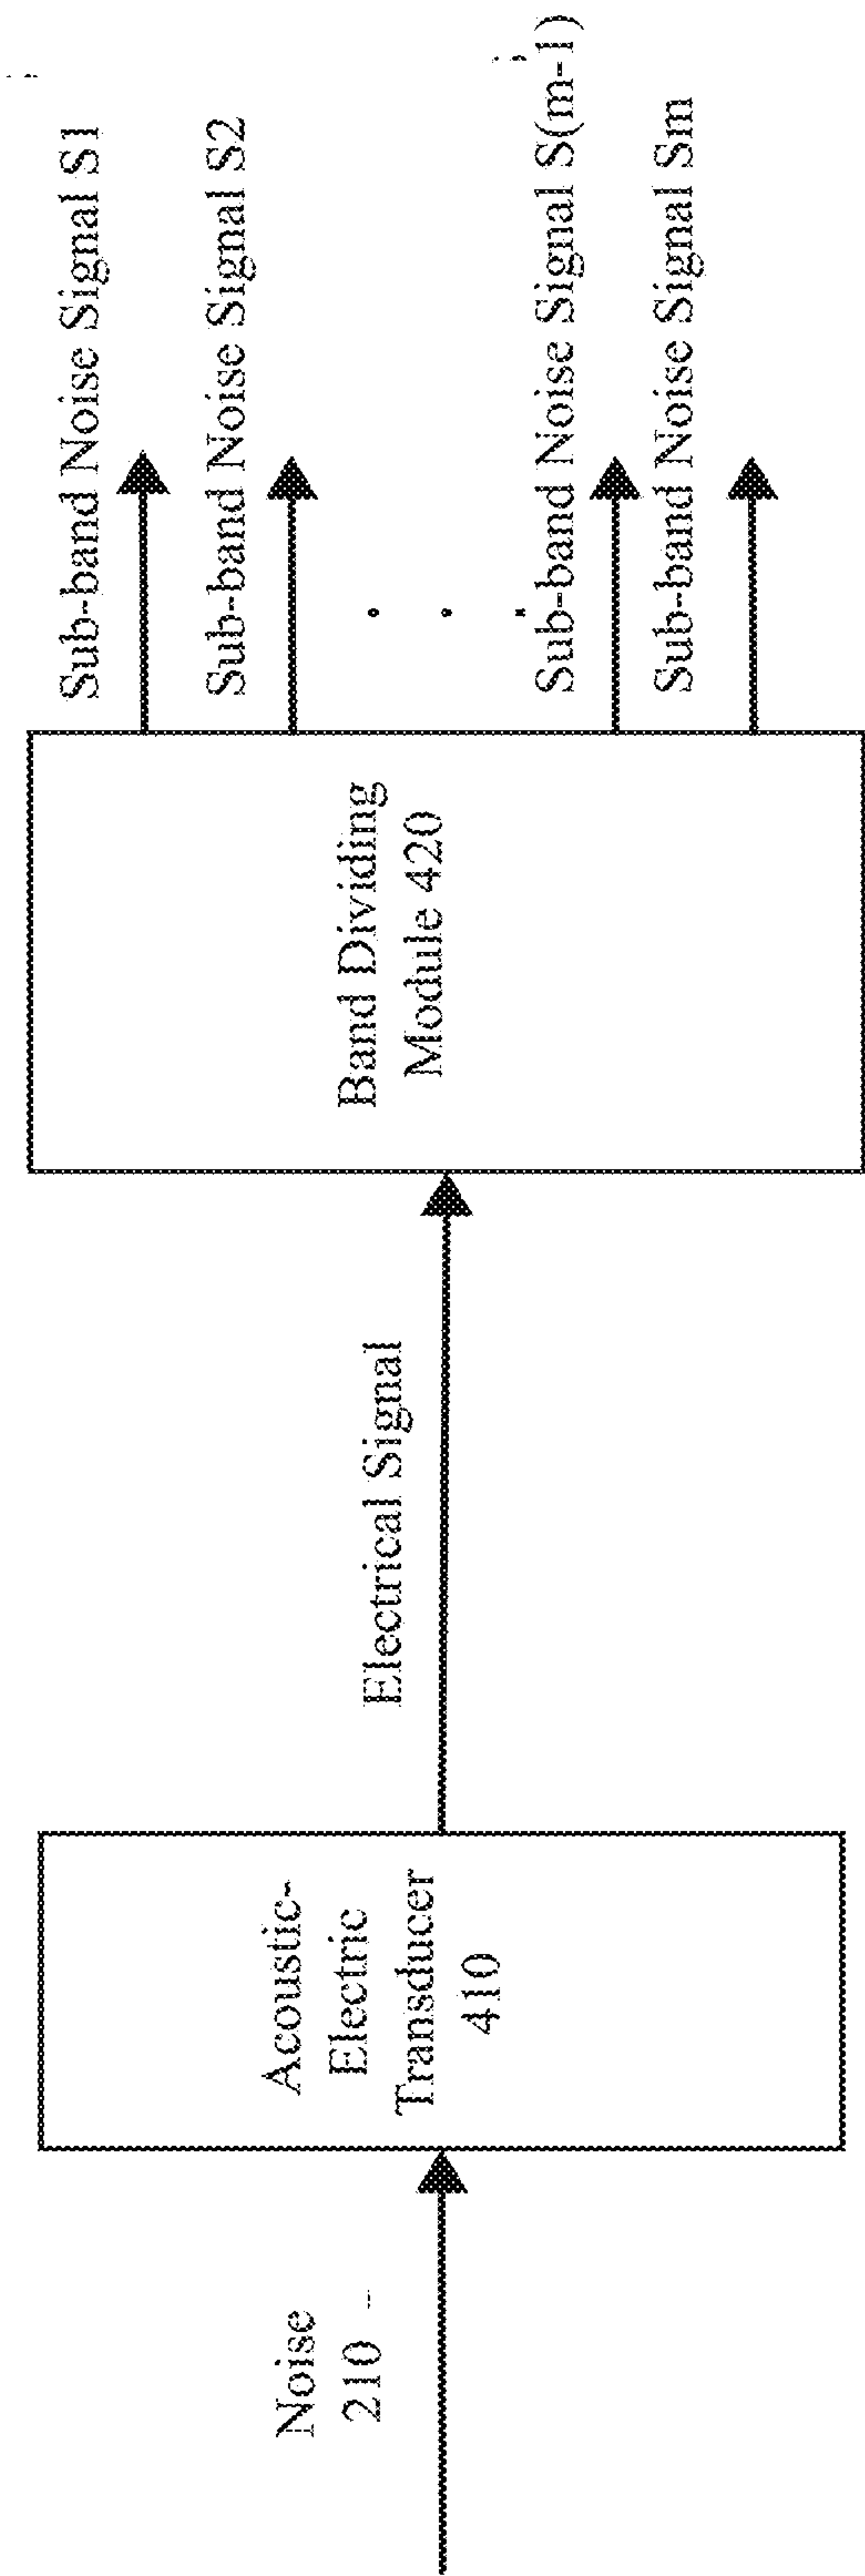 Noise
210
Acoustic-
Electric
Transducer
410
Electrical Signal
Band Dividing
Module 420
Sub-band Noise Signal S1
Sub-band Noise Signal S2
Sub-band Noise Signal S(m-1)
Sub-band Noise Signal Sm